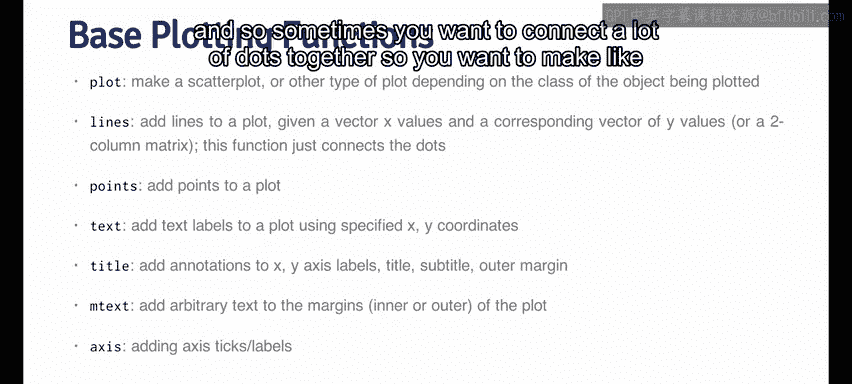 Base Plotting Functions
and so sometimes you want to connect a lot
of dots together so you want to make like
• plot: make a scatterplot, or other type of plot depending on the class of the object being plotted
• lines: add lines to a plot, given a vector x values and a corresponding vector of y values (or a 2-
column matrix); this function just connects the dots
• points: add points to a plot
• text: add text labels to a plot using specified x, y coordinates
• title: add annotations to x, y axis labels, title, subtitle, outer margin
• mtext: add arbitrary text to the margins (inner or outer) of the plot
• axis: adding axis ticks/labels